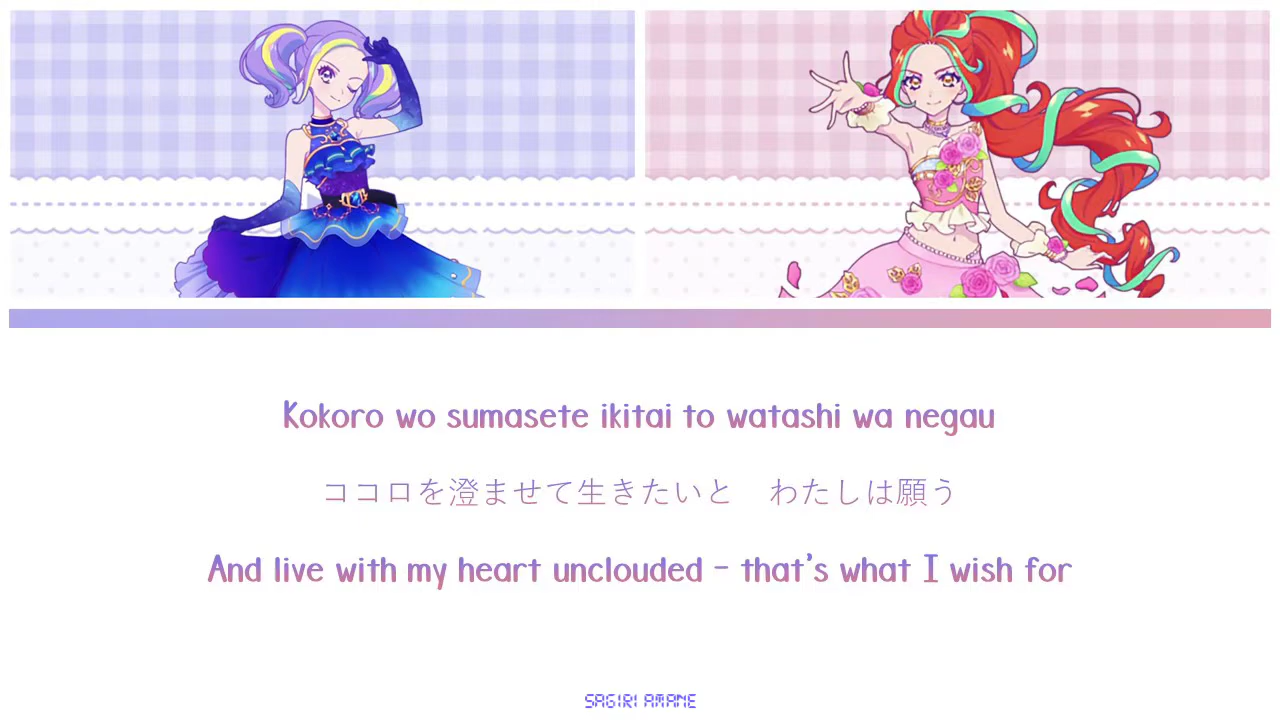 Kokoro wo sumasete ikitai to watashi wa negau
ココロを澄ませて生きたいと　わたしは願う
And live with my heart unclouded - that's what I wish for
SAGIRI AMANE